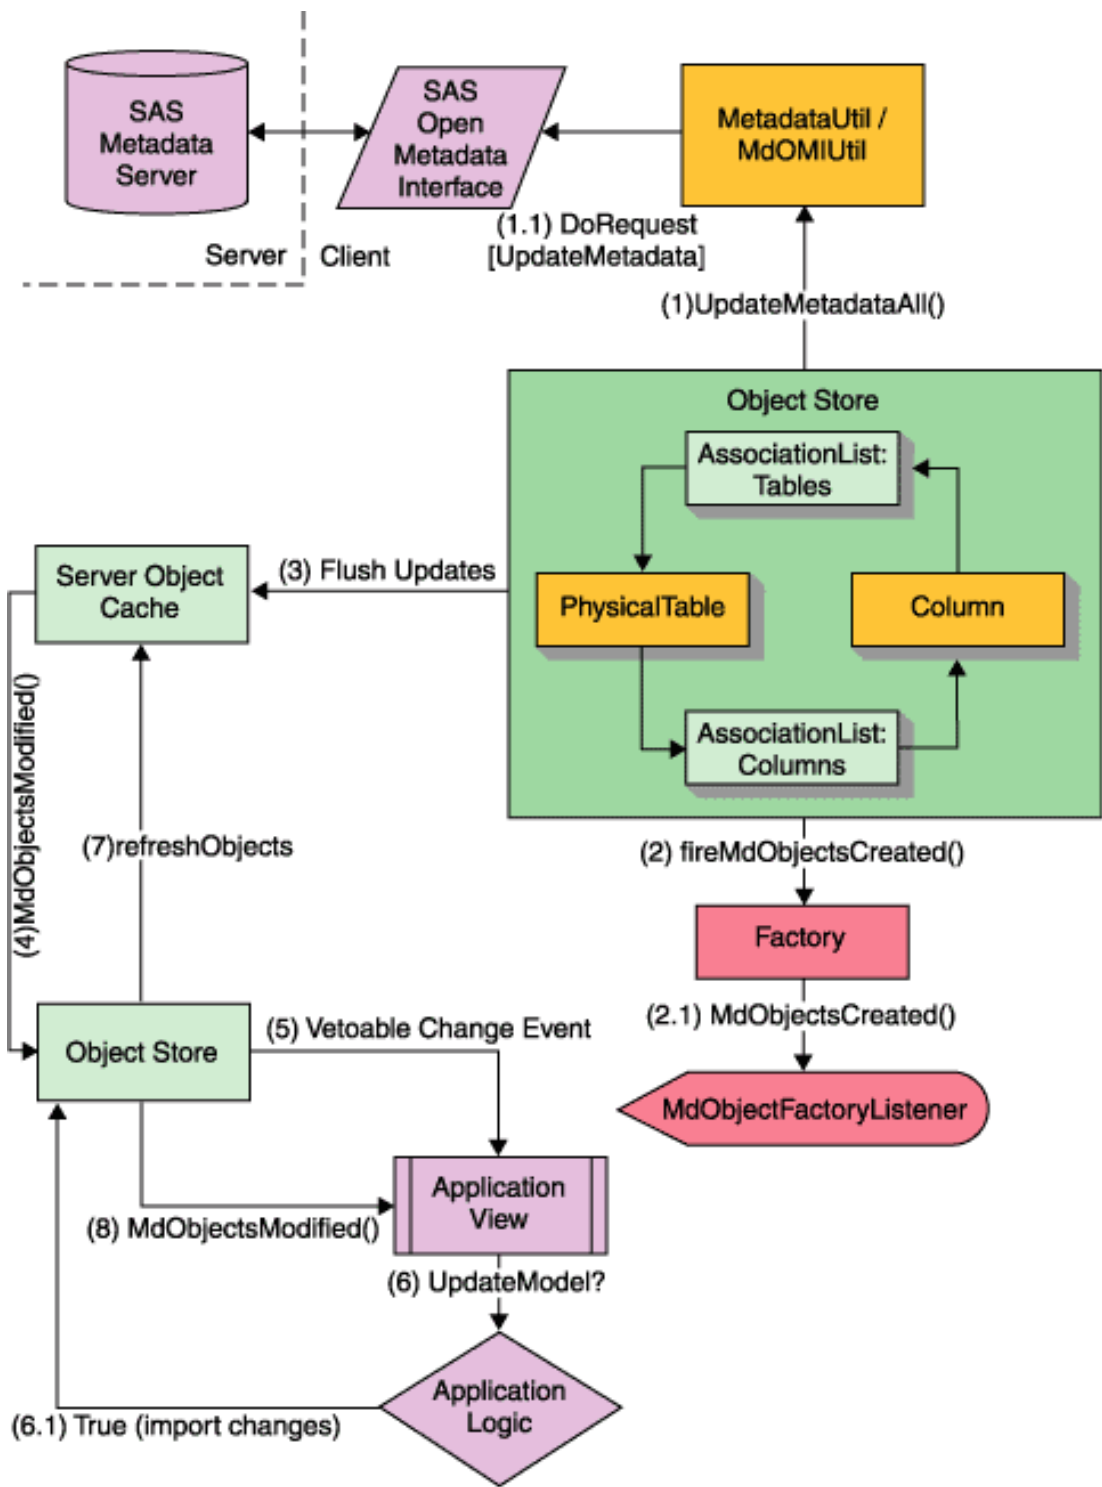 SAS
Metadata
Server
SAS
Open
Metadata
Interface
MetadataUtil /
MdOMIUtil
Server
Client
(1.1) DoRequest
[UpdateMetadata]
(1)UpdateMetadataAll()
Object Store
AssociationList:
Tables
PhysicalTable
Column
AssociationList:
Columns
(3) Flush Updates
Server Object
Cache
(4)MdObjectsModified()
(7)refreshObjects
(2) fireMdObjectsCreated()
Factory
(2.1) MdObjectsCreated()
MdObjectFactoryListener
Object Store
(5) Vetoable Change Event
Application
View
(8) MdObjectsModified()
(6) UpdateModel?
Application
Logic
(6.1) True (import changes)